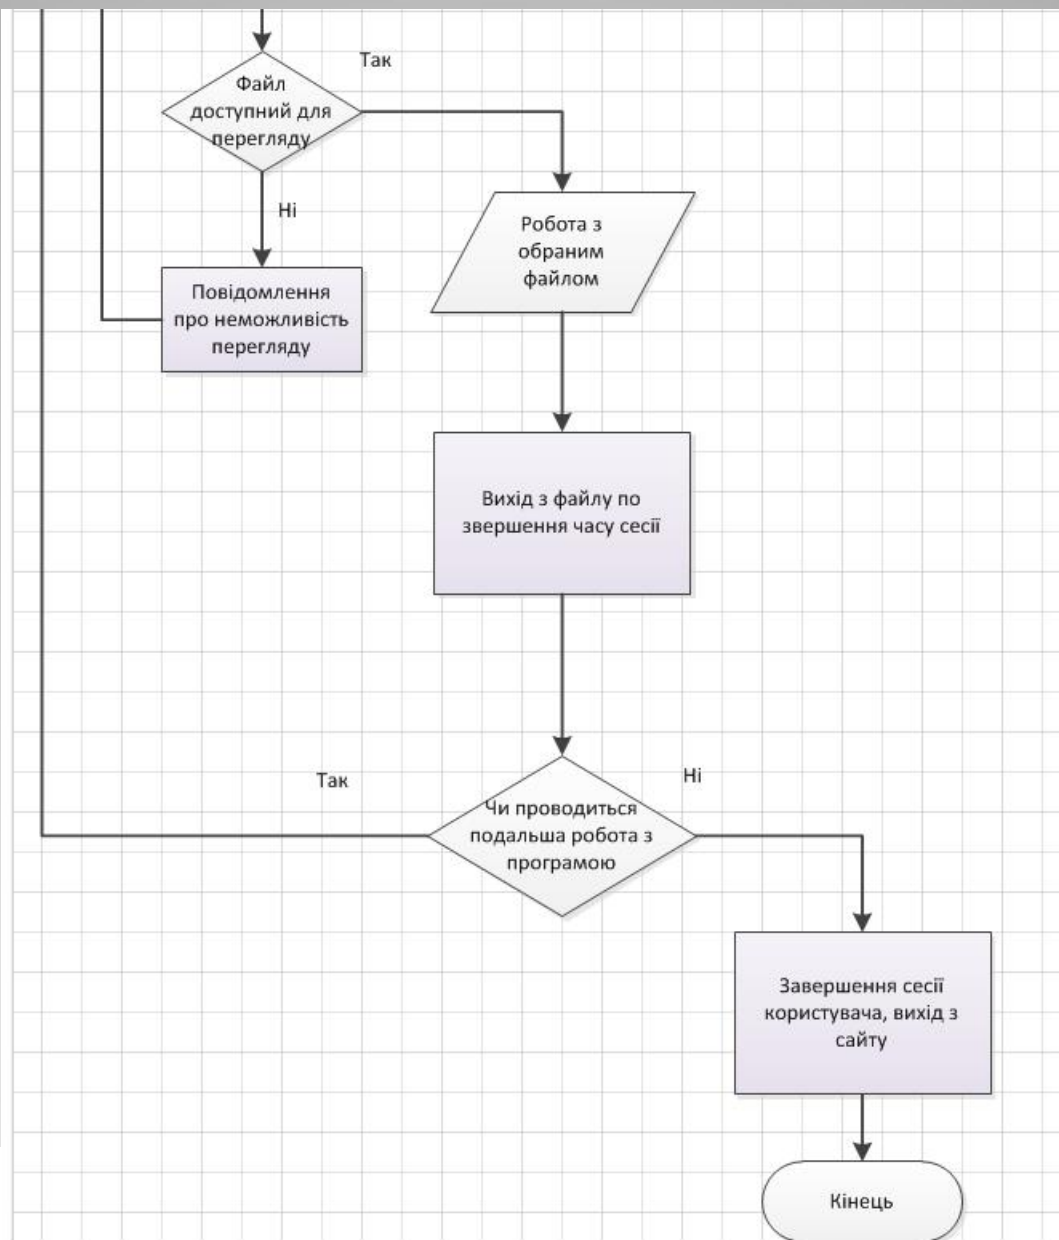 Так
Файл
доступний для
перегляду
Ні
Робота з
обраним
файлом
Повідомлення
про неможливість
перегляду
Вихід з файлу по
звершення часу сесії
Так
Ні
Чи проводиться
подальша робота з
програмою
Завершення сесії
користувача, вихід з
сайту
Кінець